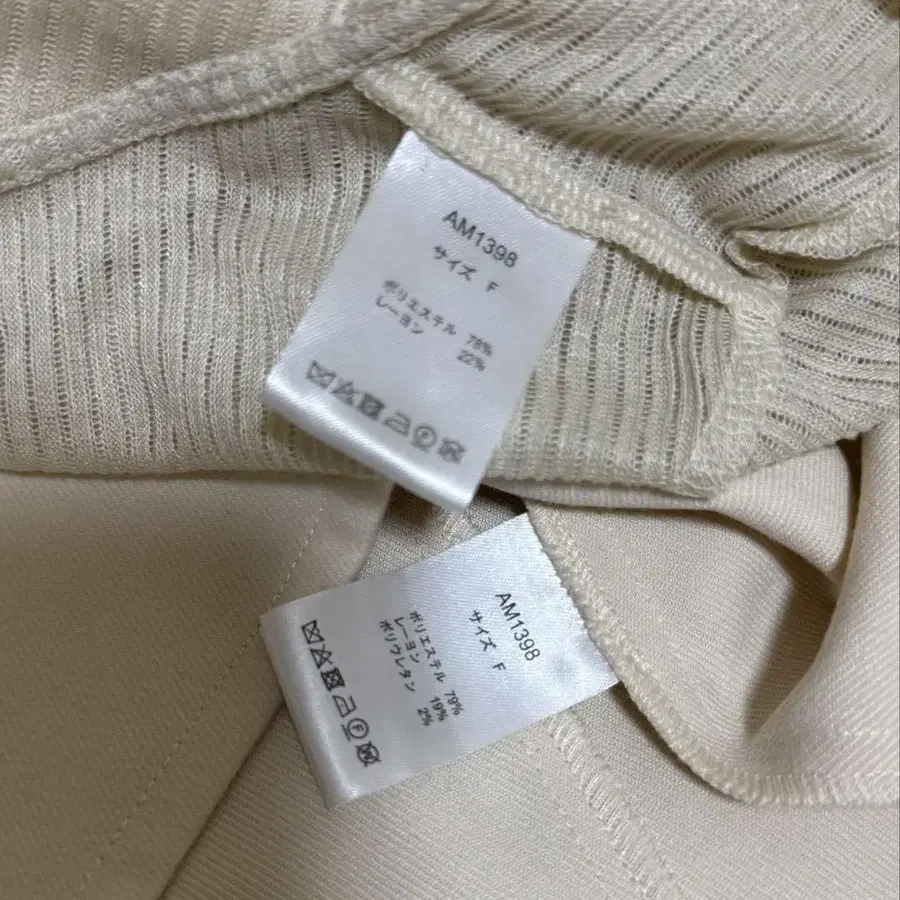 AM1398
サイズ F
ポリエステル 78%
レーヨン 22%
F
AM1398
サイズ F
ポリエステル 79%
レーヨン 19%
ポリウレタン 2%
F